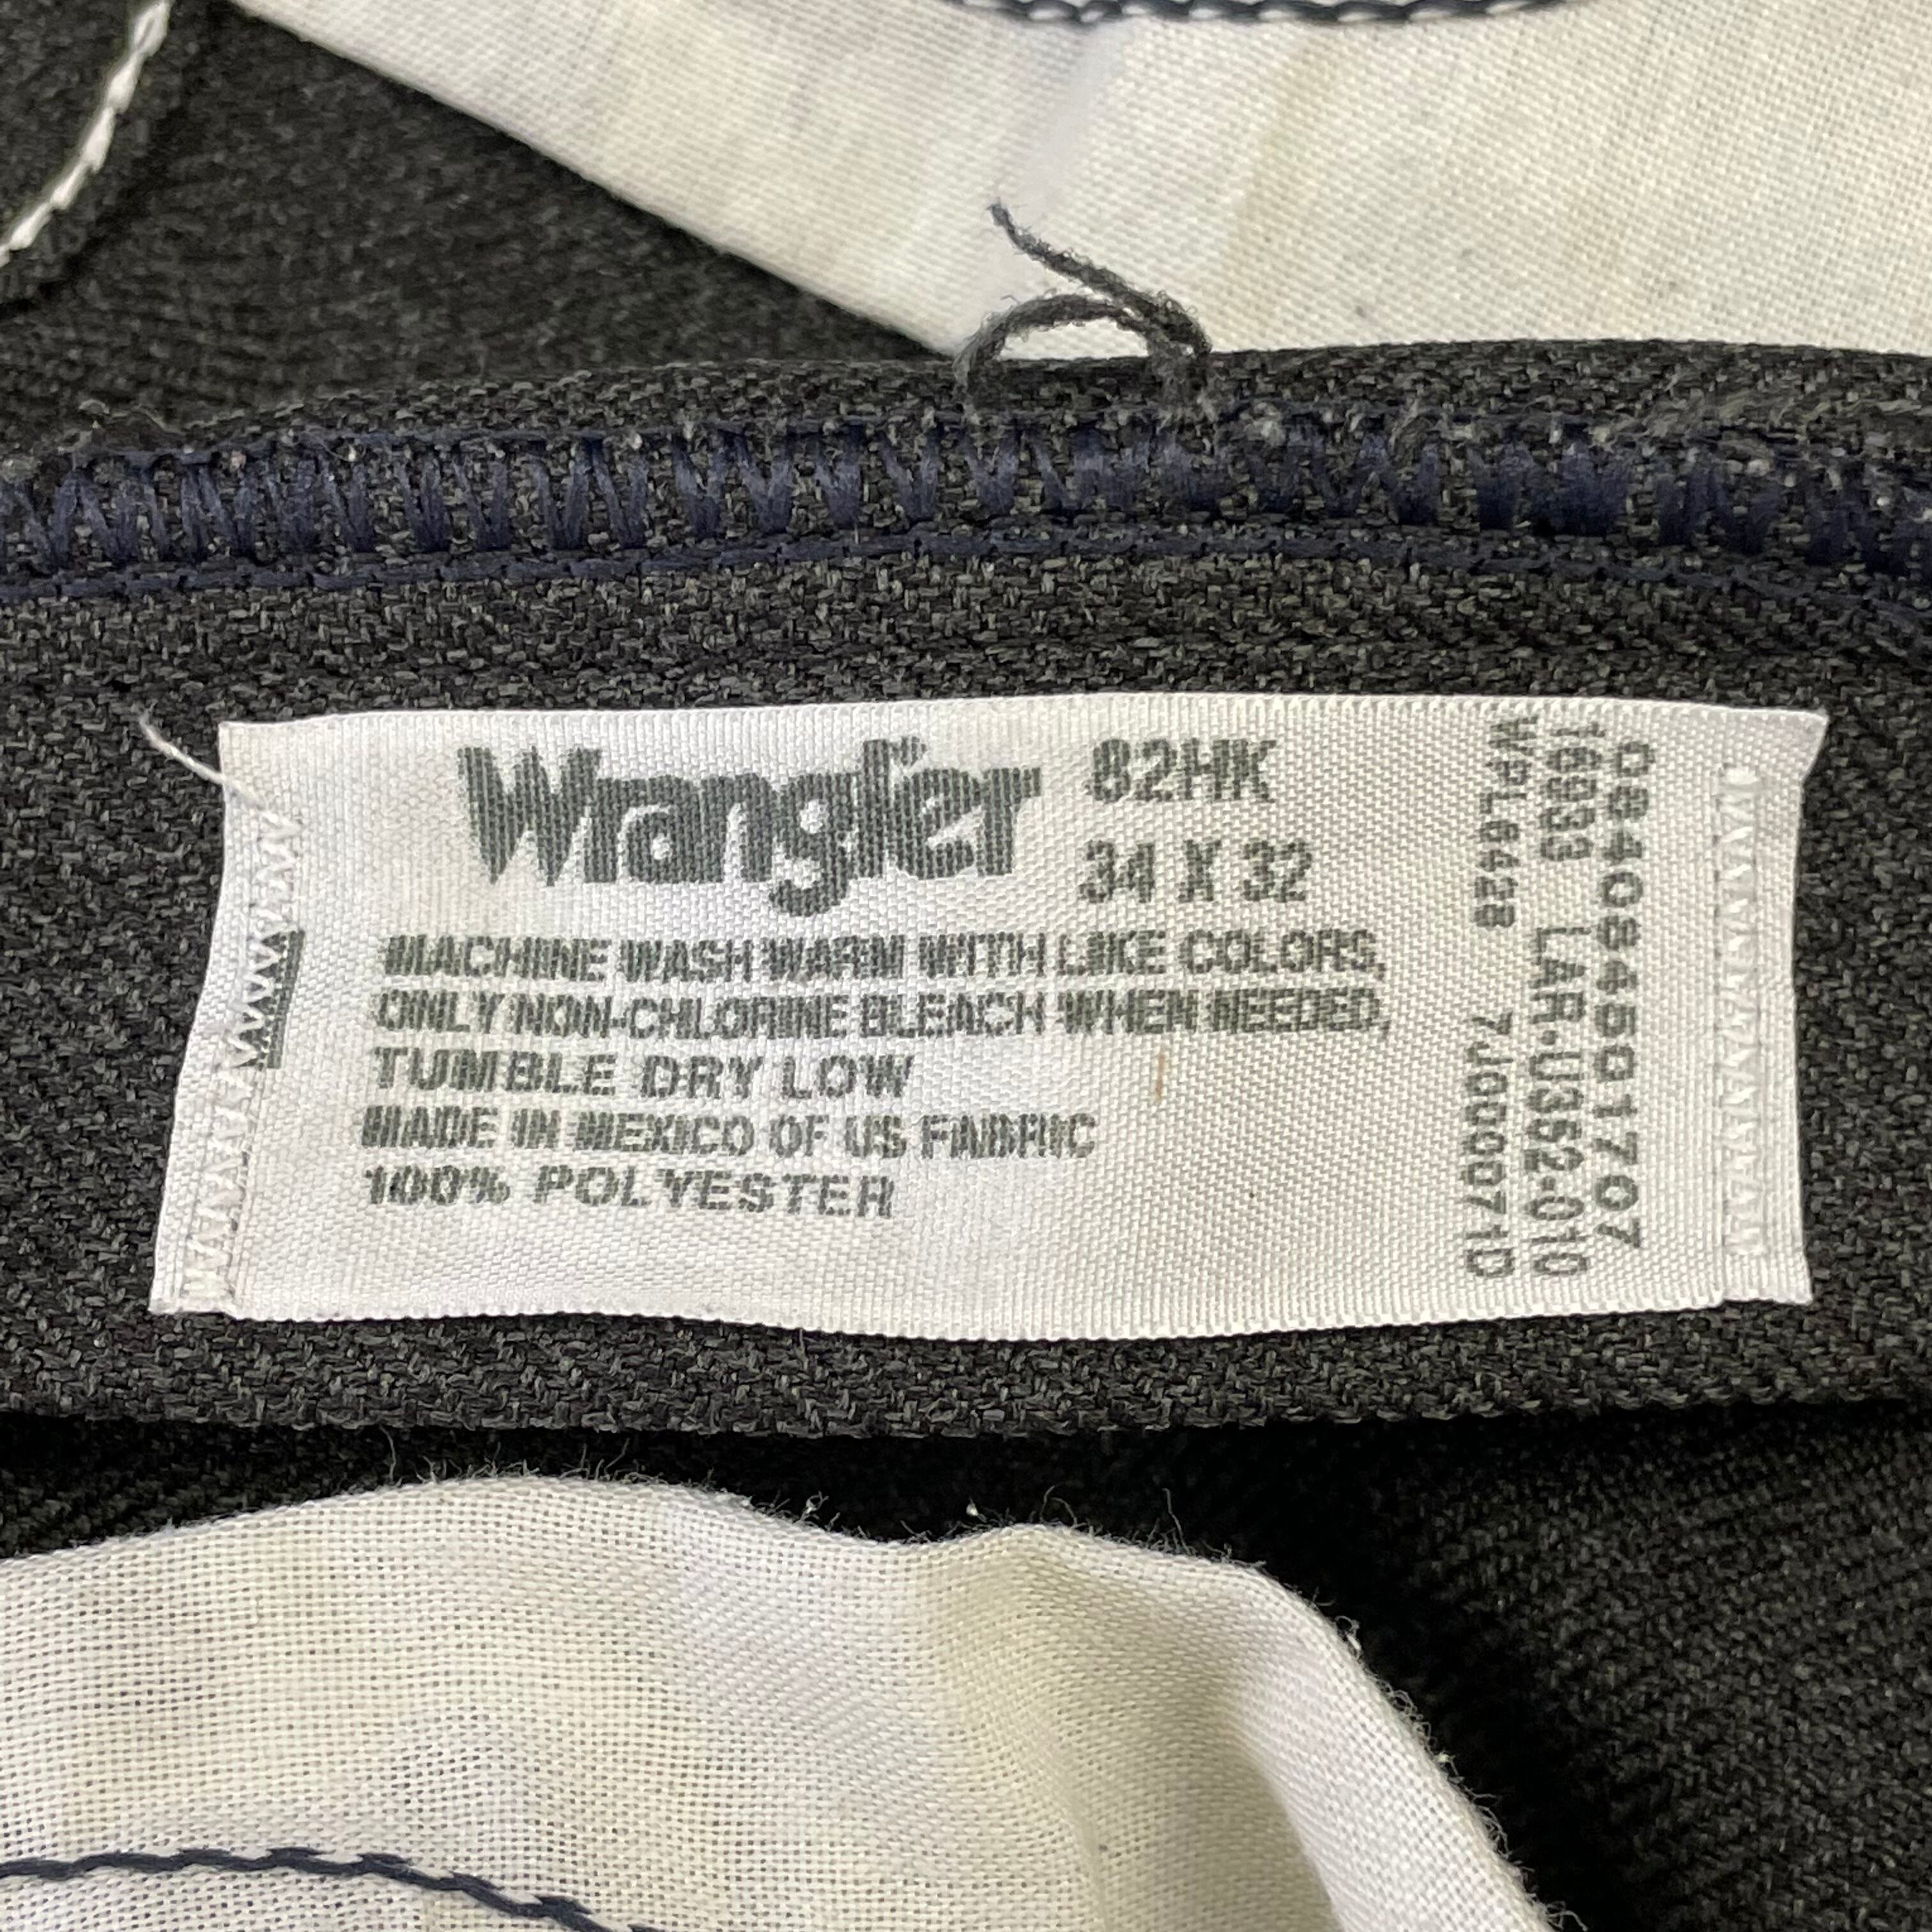 Wrangler® 82HK
34 X 32
MACHINE WASH WARM WITH LIKE COLORS,
ONLY NON-CHLORINE BLEACH WHEN NEEDED,
TUMBLE DRY LOW
MADE IN MEXICO OF US FABRIC
100% POLYESTER
084084501707
16933 LAR.U352-010
WPL6428 7J000071D